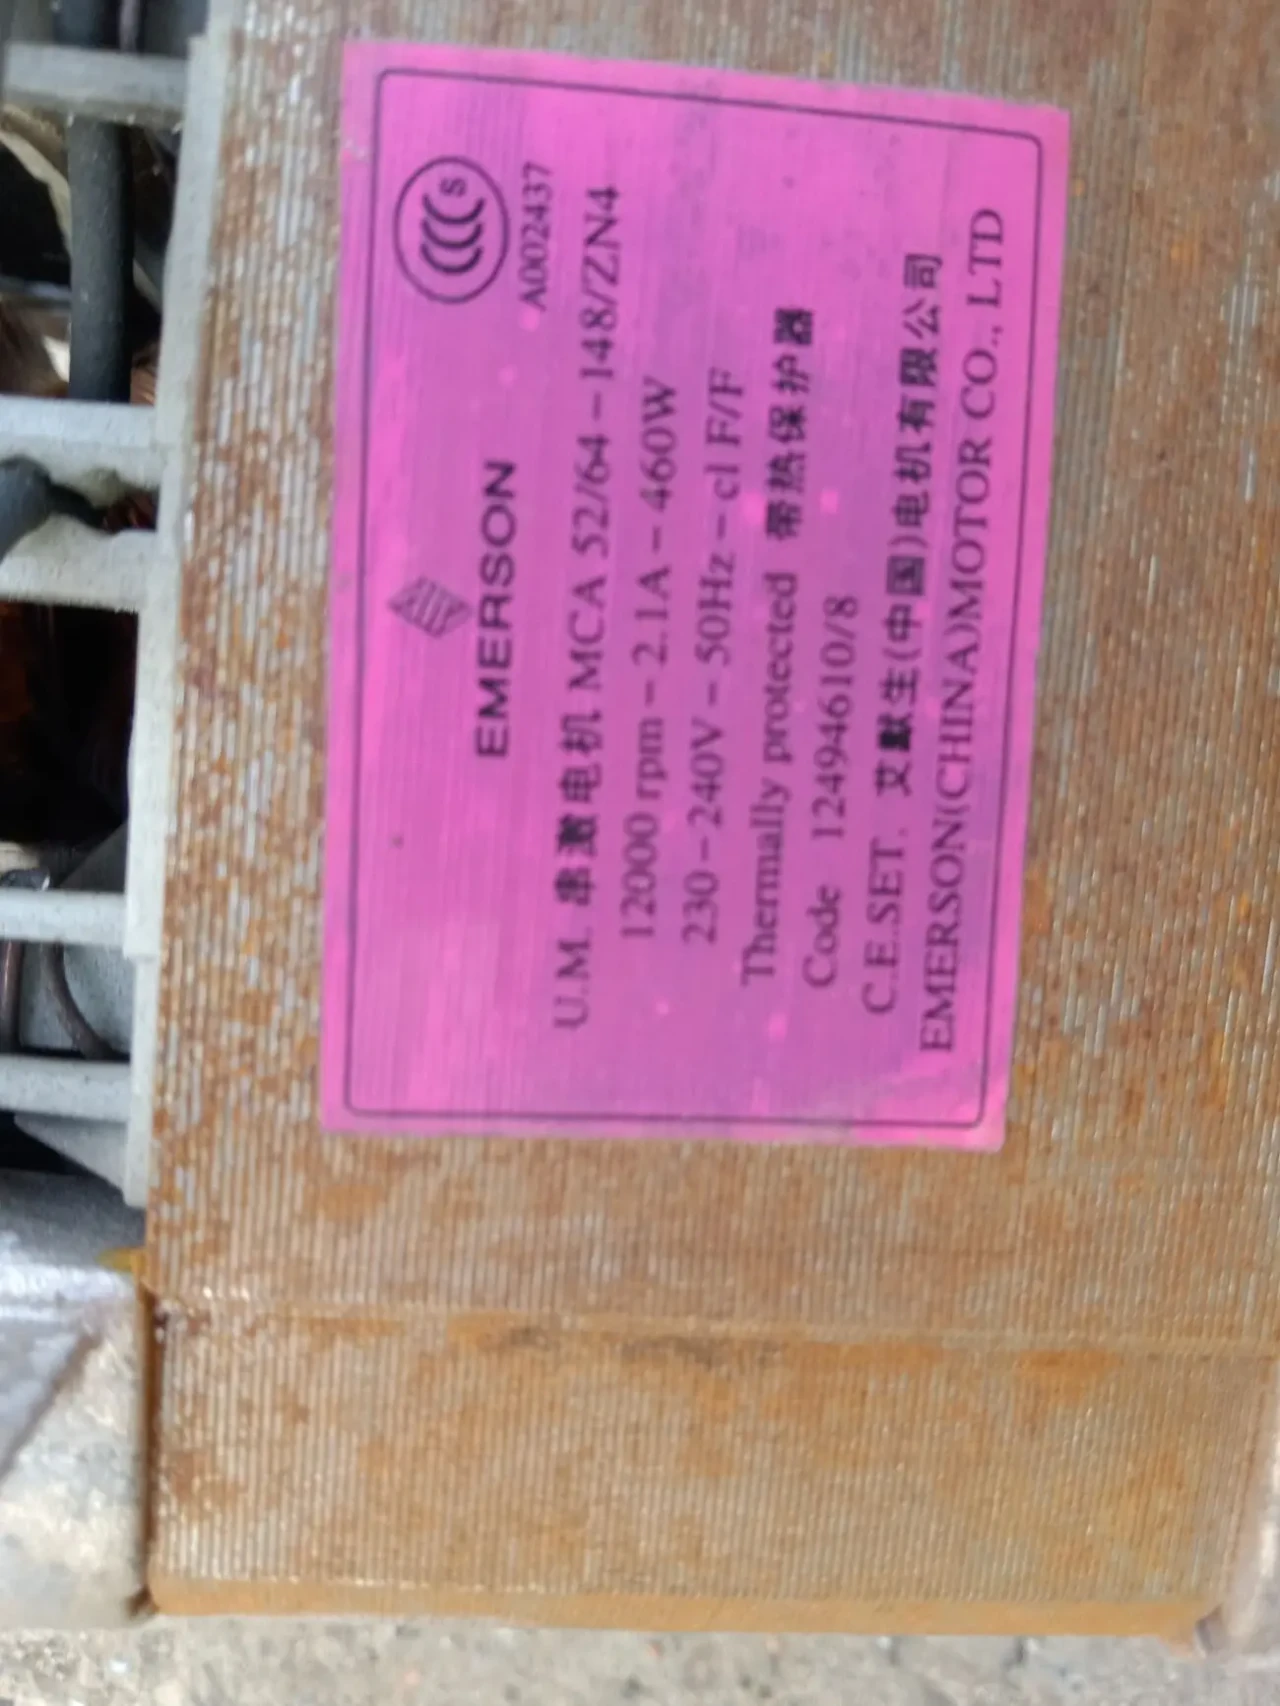 EMERSON
S
A002437
U.M. 串激电机 MCA 52/64-148/ZN4
12000 rpm-2.1A-460W
230-240V-50Hz-cl F/F
Thermally protected 带热保护器
Code 12494610/8
C.E.SET. 艾默生(中国)电机有限公司
EMERSON(CHINA)MOTOR CO., LTD